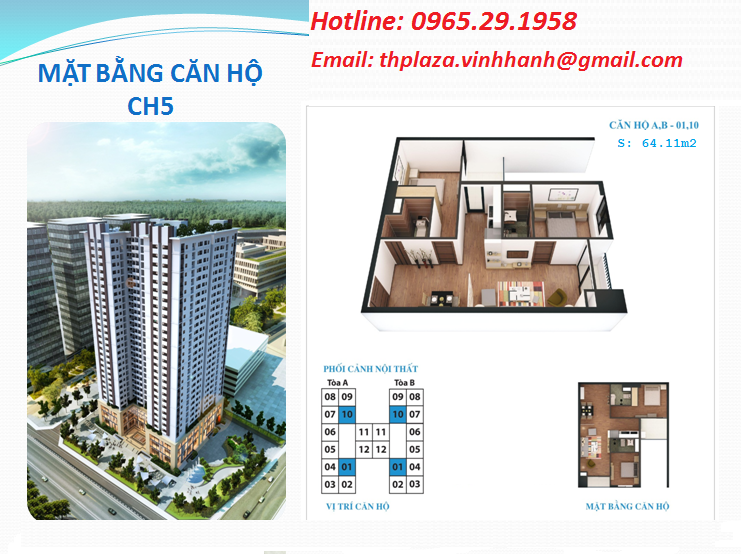 Hotline: 0965.29.1958
Email: thplaza.vinhhanh@gmail.com
MẶT BẰNG CĂN HỘ
CH5
CĂN HỘ A,B - 01,10
S: 64.11m2
PHỐI CẢNH NỘI THẤT
Tòa A Tòa B
08 09 09 08
07 10 10 07
06 11 11 06
05 12 12 05
04 01 01 04
03 02 02 03
VỊ TRÍ CĂN HỘ
MẶT BẰNG CĂN HỘ